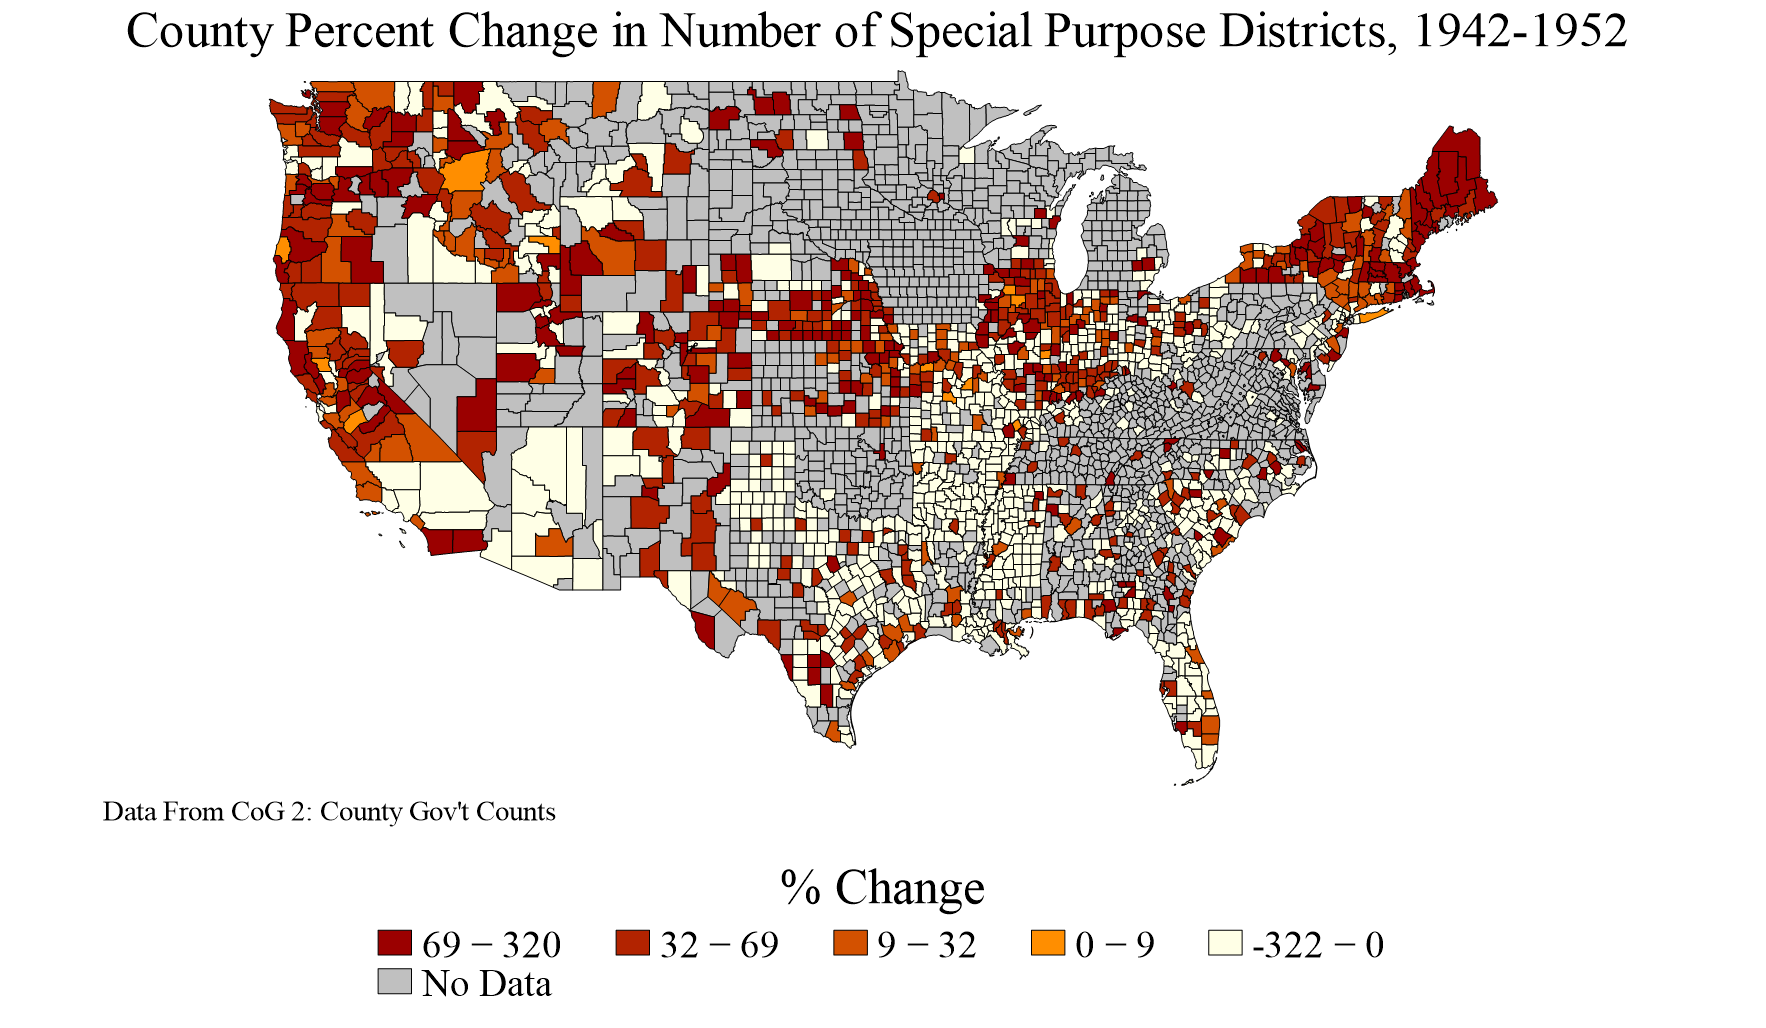 County Percent Change in Number of Special Purpose Districts, 1942-1952
Data From CoG 2: County Gov't Counts
% Change
69 − 320
32 − 69
9 − 32
0 − 9
-322 − 0
No Data